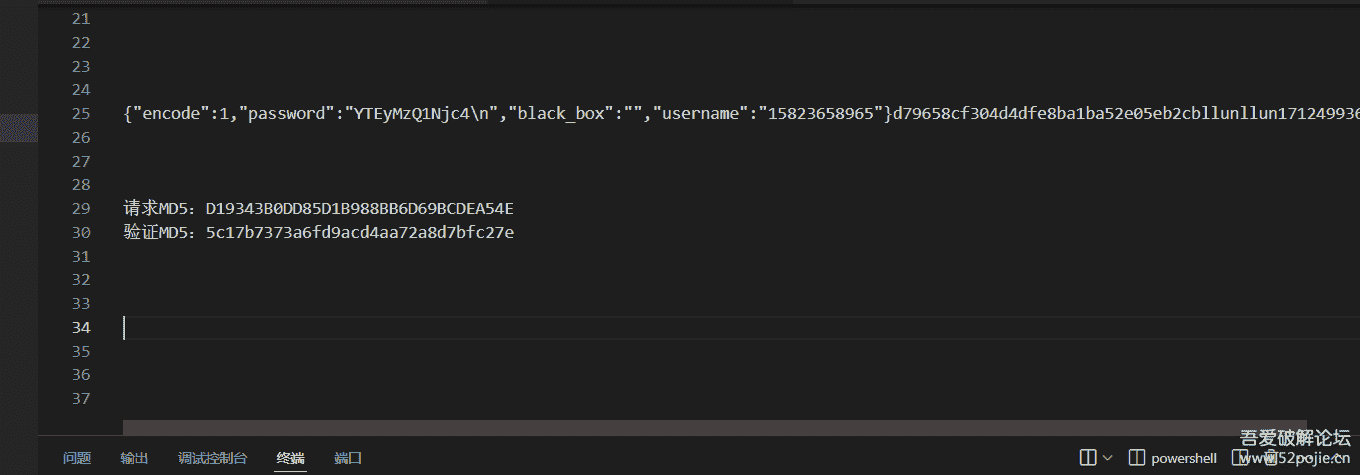 21
22
23
24
25 {"encode":1,"password":"YTEyMzQ1Njc4\n","black_box":"","username":"15823658965"}d79658cf304d4dfe8ba1ba52e05eb2cbllunllun171249936
26
27
28
29 请求MD5：D19343B0DD85D1B988BB6D69BCDEA54E
30 验证MD5：5c17b7373a6fd9acd4aa72a8d7bfc27e
31
32
33
34
35
36
37
问题 输出 调试控制台 终端 端口 powershell
吾爱破解论坛
www.52pojie.cn